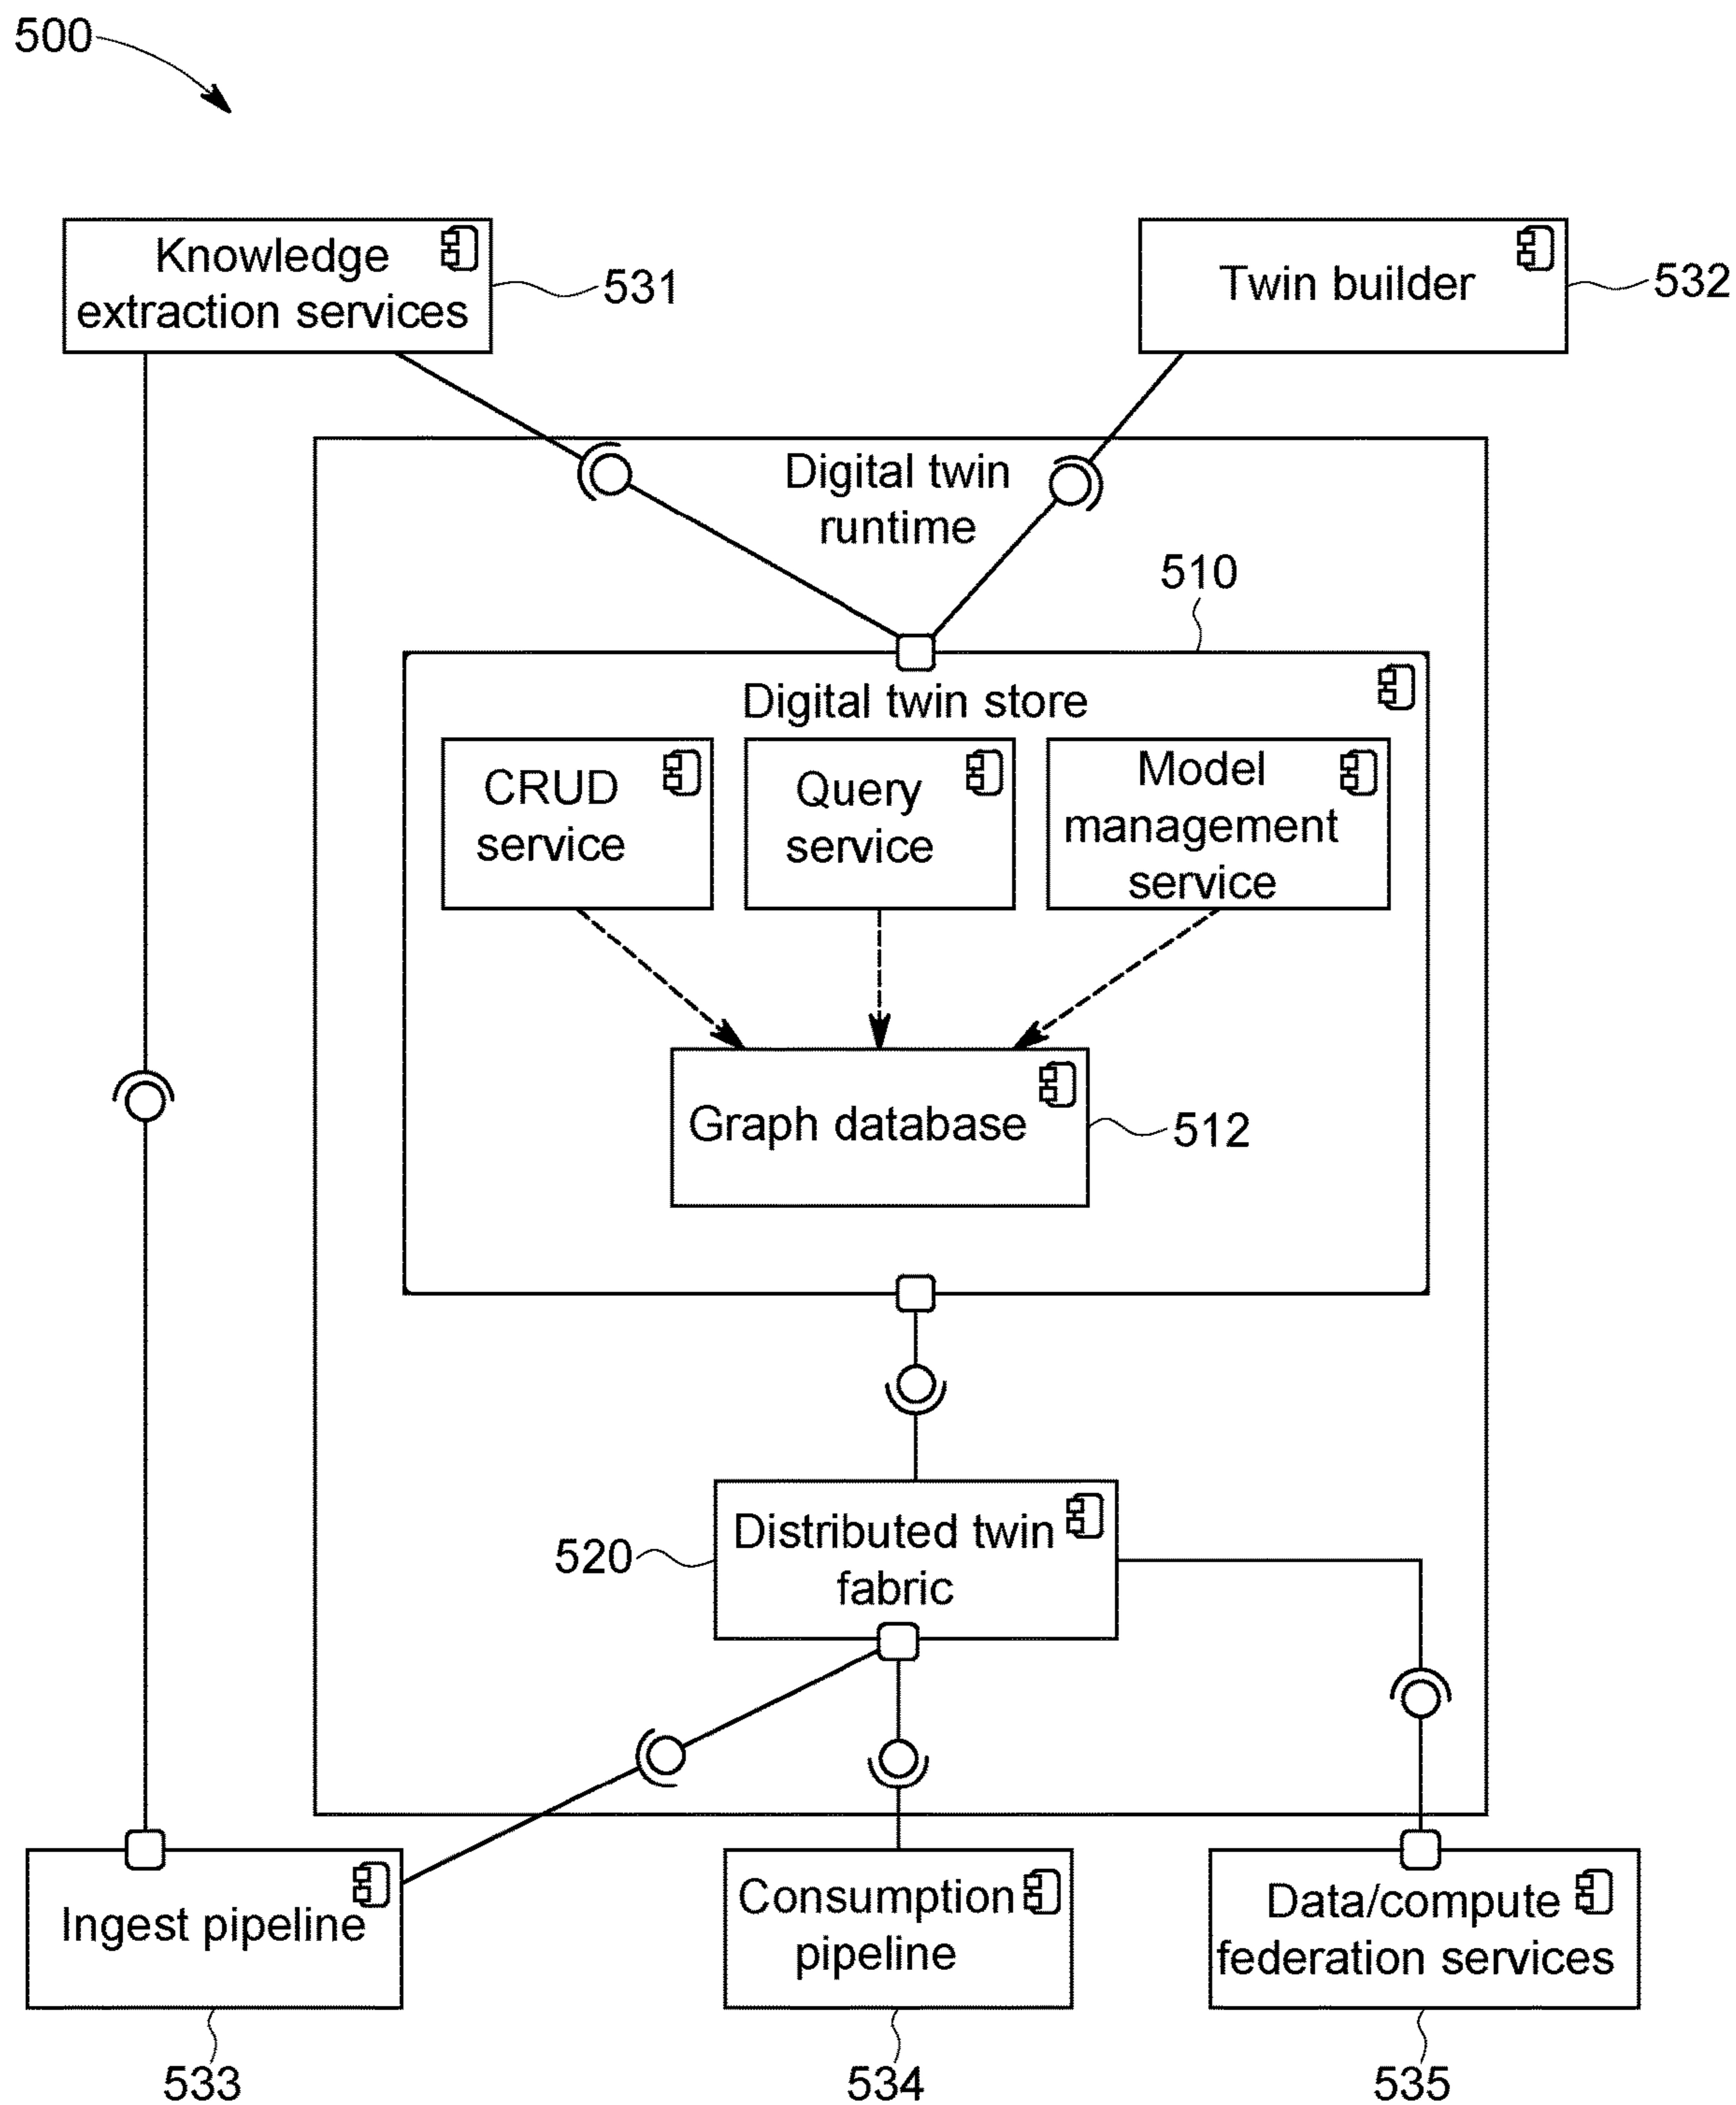 500
Knowledge
extraction services
531
Twin builder
532
Digital twin
runtime
510
Digital twin store
CRUD
service
Query
service
Model
management
service
Graph database
512
Distributed twin
fabric
520
Ingest pipeline
533
Consumption
pipeline
534
Data/compute
federation services
535